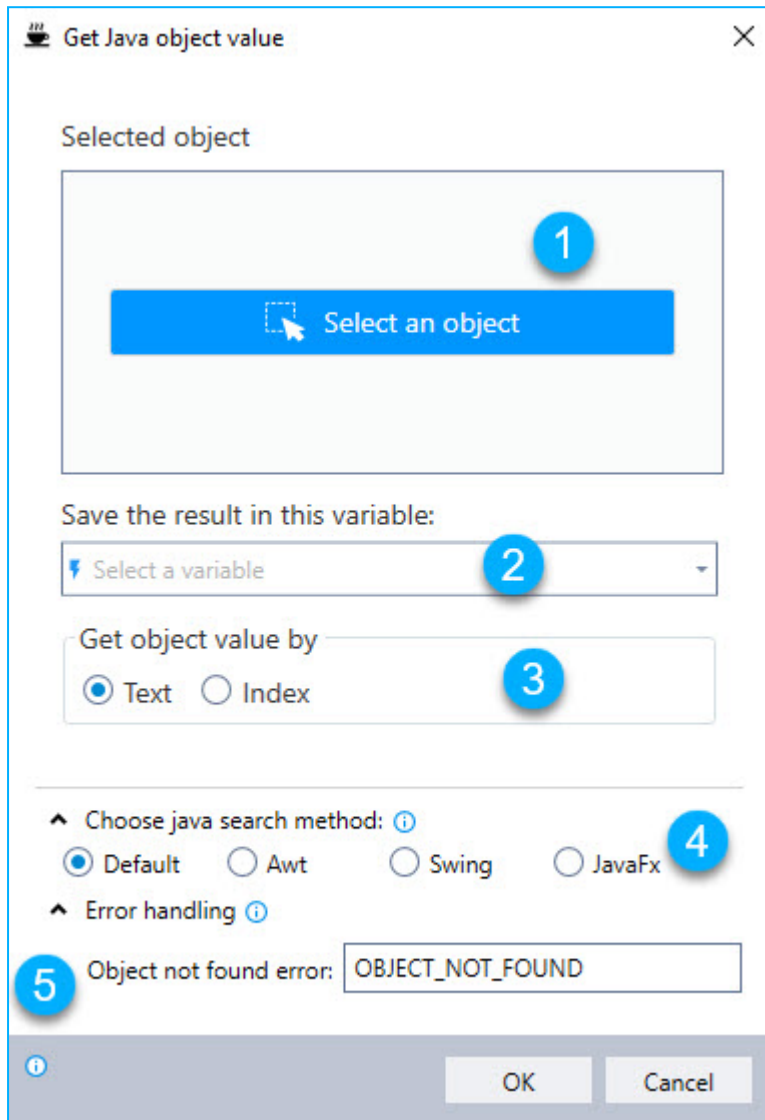 Get Java object value
Selected object
1
Select an object
Save the result in this variable:
Select a variable
2
Get object value by
Text Index
3
Choose java search method:
Default Awt Swing JavaFx
4
Error handling
5
Object not found error: OBJECT_NOT_FOUND
OK Cancel